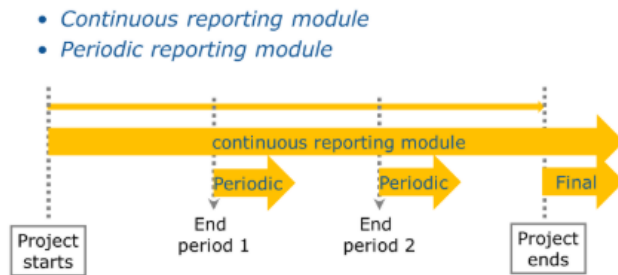 • Continuous reporting module
• Periodic reporting module
continuous reporting module
Periodic
Periodic
Final
End
period 1
End
period 2
Project
starts
Project
ends